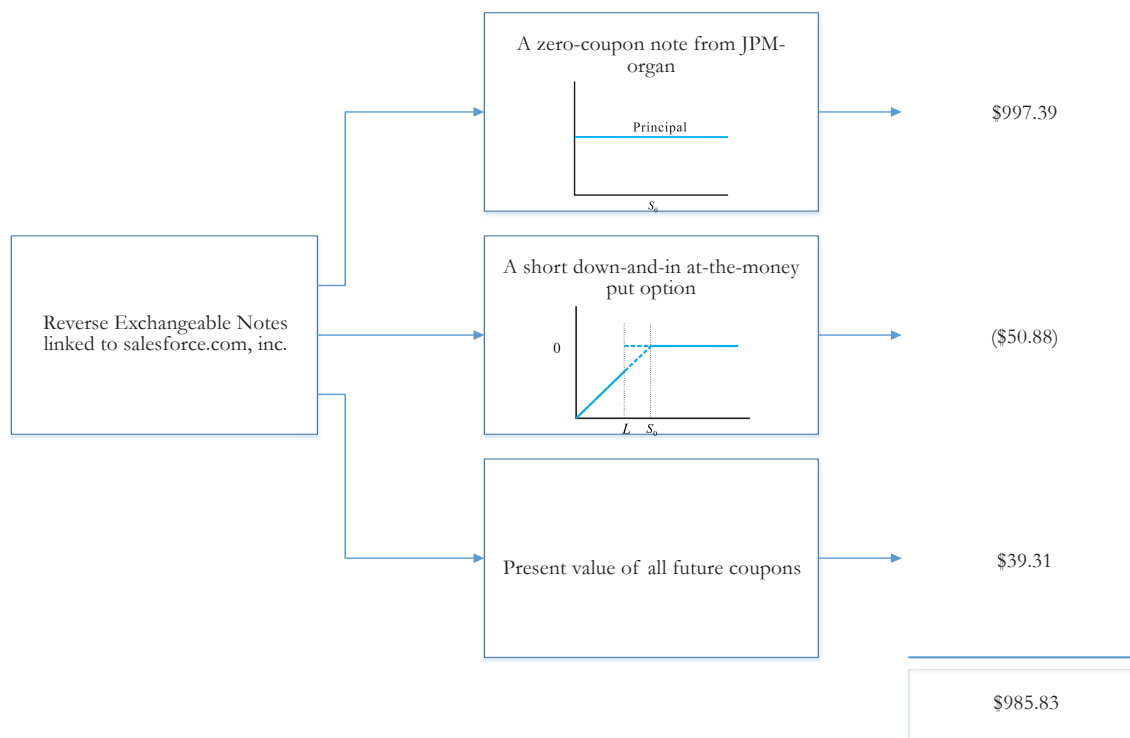 A zero-coupon note from JPM-
organ
Principal
S₀
$997.39
Reverse Exchangeable Notes
linked to salesforce.com, inc.
A short down-and-in at-the-money
put option
0
L S₀
($50.88)
Present value of all future coupons
$39.31
$985.83